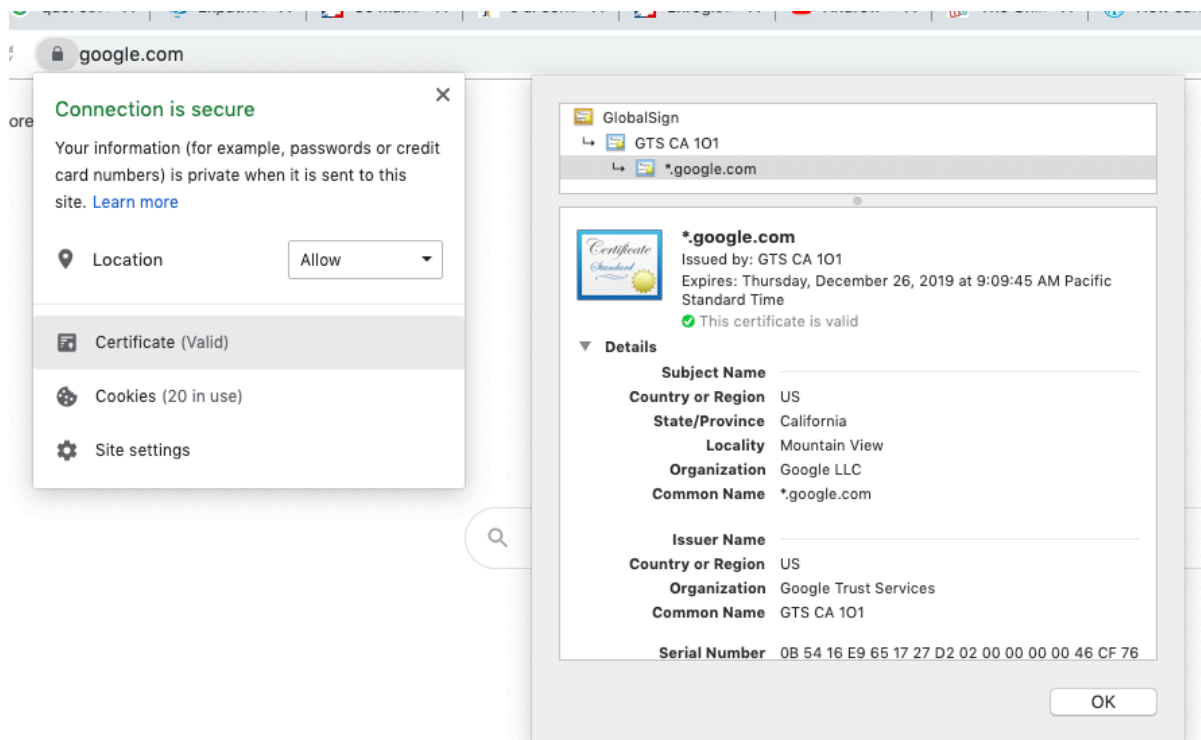 google.com
Connection is secure
Your information (for example, passwords or credit
card numbers) is private when it is sent to this
site. Learn more
Location
Allow
Certificate (Valid)
Cookies (20 in use)
Site settings
GlobalSign
GTS CA 1O1
*.google.com
Certificate
Standard
*.google.com
Issued by: GTS CA 1O1
Expires: Thursday, December 26, 2019 at 9:09:45 AM Pacific
Standard Time
This certificate is valid
Details
Subject Name
Country or Region US
State/Province California
Locality Mountain View
Organization Google LLC
Common Name *.google.com
Issuer Name
Country or Region US
Organization Google Trust Services
Common Name GTS CA 1O1
Serial Number 0B 54 16 E9 65 17 27 D2 02 00 00 00 00 46 CF 76
OK